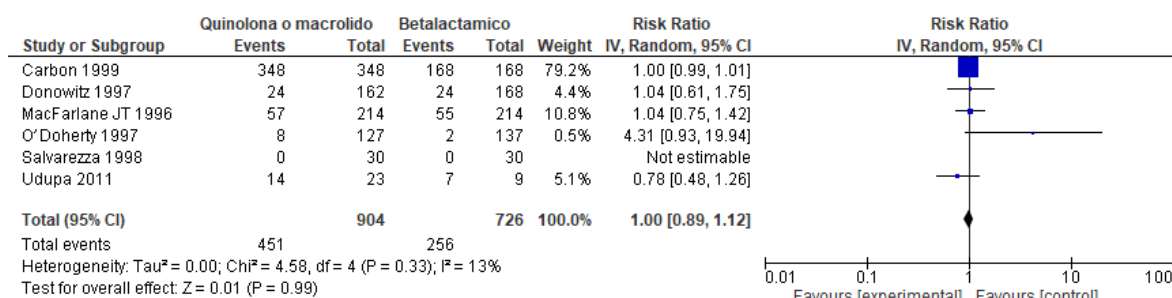 Quinolona o macrolido Betalactamico Risk Ratio Risk Ratio
Study or Subgroup Events Total Events Total Weight IV, Random, 95% CI IV, Random, 95% CI
Carbon 1999 348 348 168 168 79.2% 1.00 [0.99, 1.01]
Donowitz 1997 24 162 24 168 4.4% 1.04 [0.61, 1.75]
MacFarlane JT 1996 57 214 55 214 10.8% 1.04 [0.75, 1.42]
O'Doherty 1997 8 127 2 137 0.5% 4.31 [0.93, 19.94]
Salvarezza 1998 0 30 0 30 Not estimable
Udupa 2011 14 23 7 9 5.1% 0.78 [0.48, 1.26]
Total (95% CI) 904 726 100.0% 1.00 [0.89, 1.12]
Total events 451 256
Heterogeneity: Tau² = 0.00; Chi² = 4.58, df = 4 (P = 0.33); I² = 13%
Test for overall effect: Z = 0.01 (P = 0.99)
0.01 0.1 1 10 100
Favours [experimental] Favours [control]